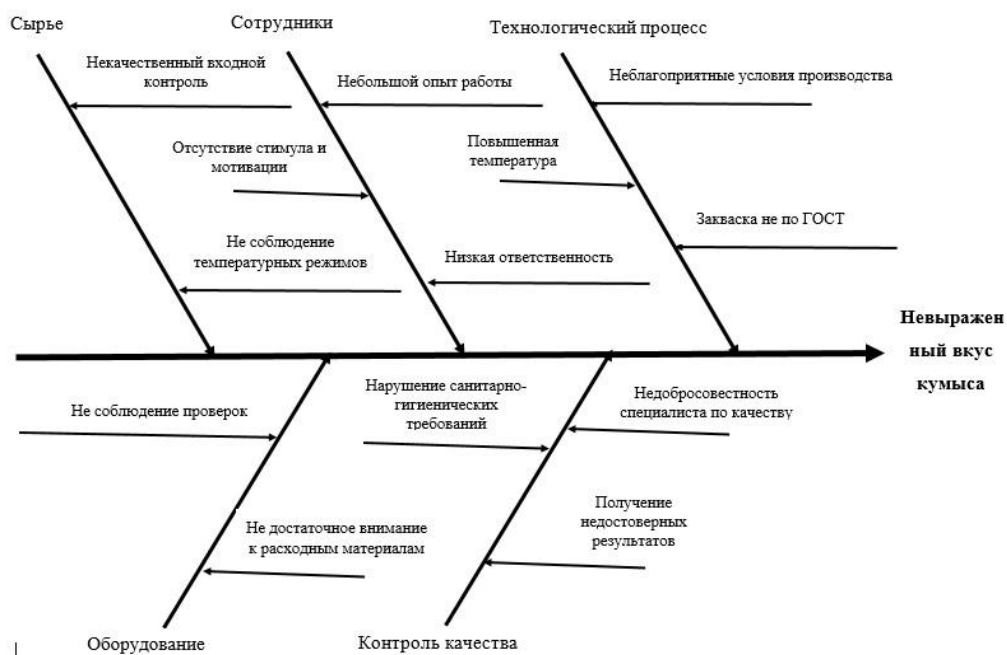 Сырье
Сотрудники
Технологический процесс
Некачественный входной
контроль
Небольшой опыт работы
Неблагоприятные условия производства
Отсутствие стимула и
мотивации
Повышенная
температура
Закваска не по ГОСТ
Не соблюдение
температурных режимов
Низкая ответственность
Невыражен
ный вкус
кумыса
Не соблюдение проверок
Нарушение санитарно-
гигиенических
требований
Недобросовестность
специалиста по качеству
Не достаточное внимание
к расходным материалам
Получение
недостоверных
результатов
Оборудование
Контроль качества